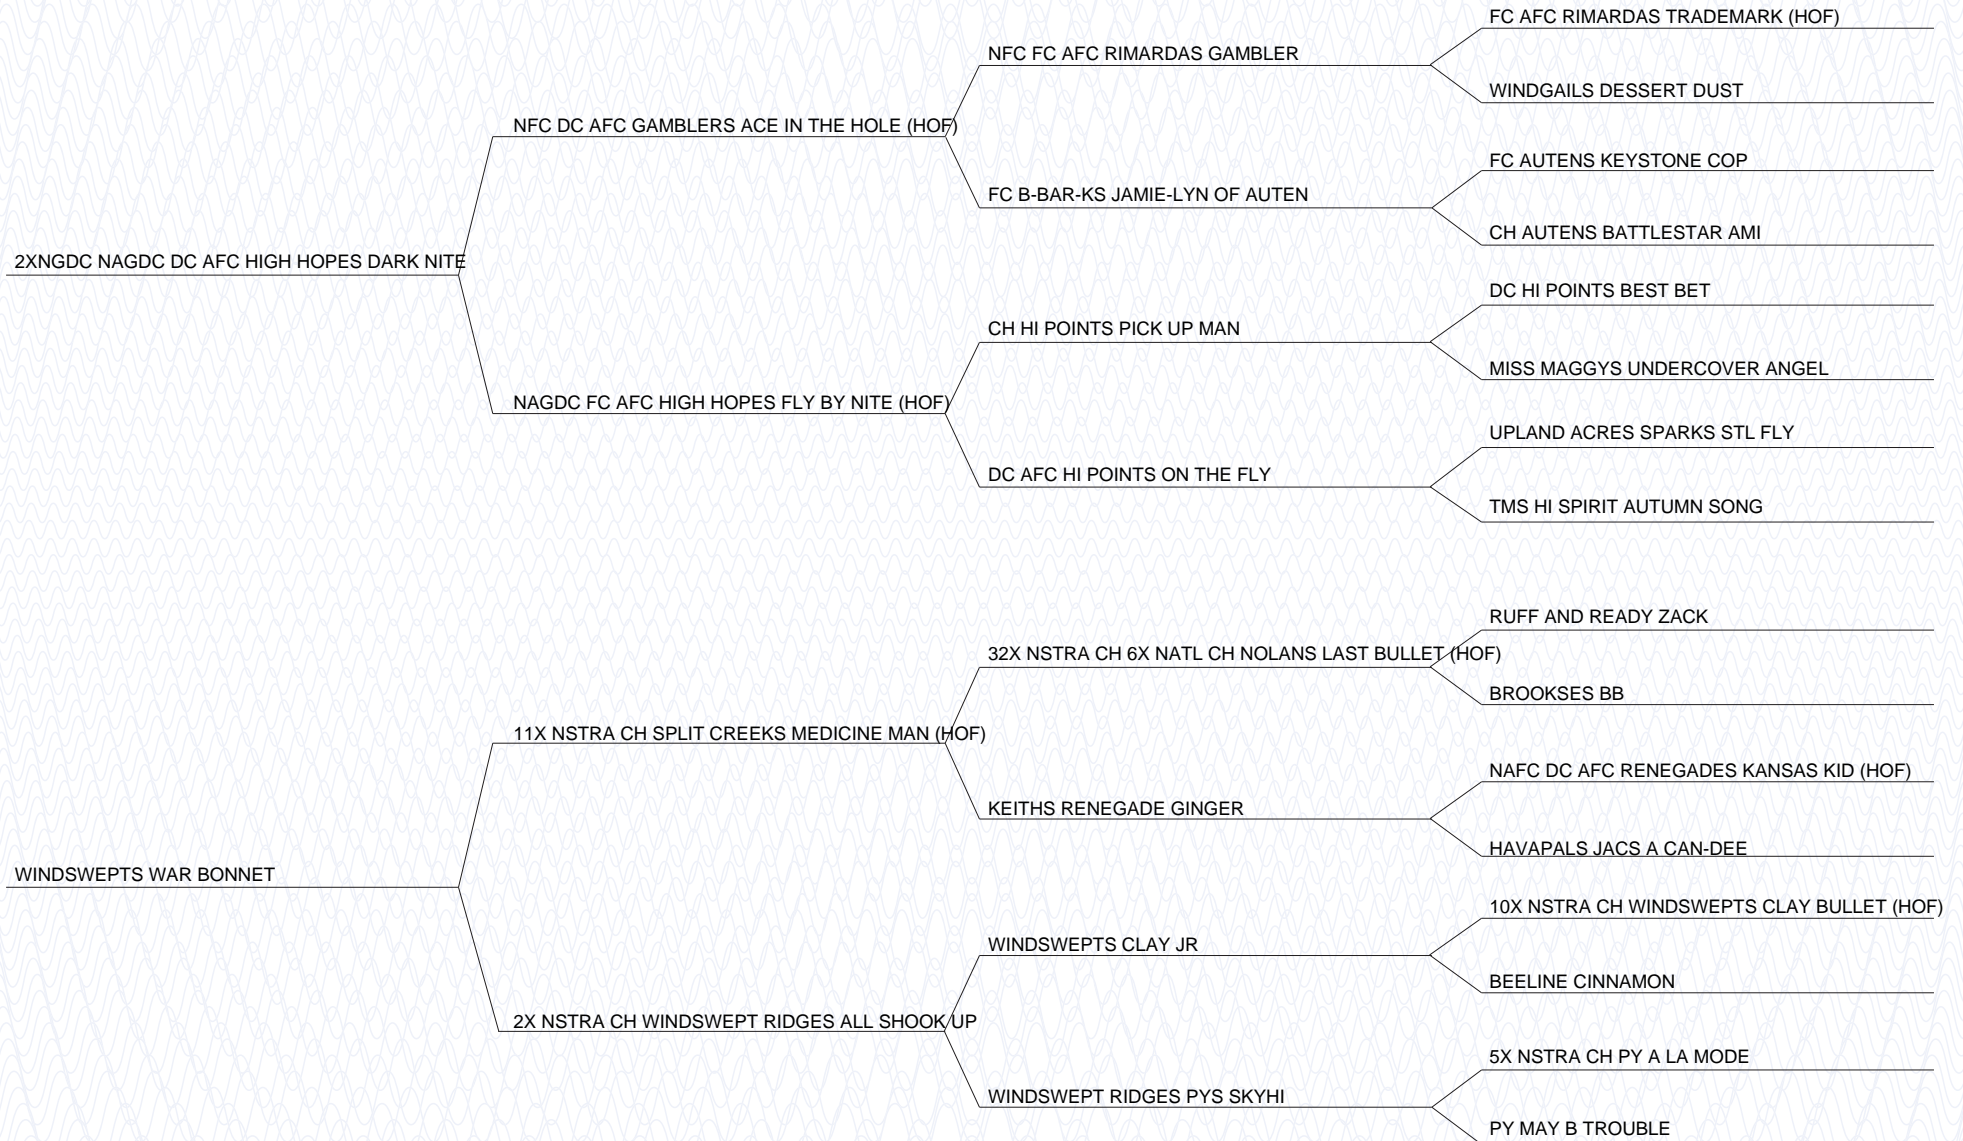 FC AFC RIMARDAS TRADEMARK (HOF)
NFC FC AFC RIMARDAS GAMBLER
WINDGAILS DESSERT DUST
NFC DC AFC GAMBLERS ACE IN THE HOLE (HOF)
FC AUTENS KEYSTONE COP
FC B-BAR-KS JAMIE-LYN OF AUTEN
CH AUTENS BATTLESTAR AMI
2XNGDC NAGDC DC AFC HIGH HOPES DARK NITE
DC HI POINTS BEST BET
CH HI POINTS PICK UP MAN
MISS MAGGYS UNDERCOVER ANGEL
NAGDC FC AFC HIGH HOPES FLY BY NITE (HOF)
UPLAND ACRES SPARKS STL FLY
DC AFC HI POINTS ON THE FLY
TMS HI SPIRIT AUTUMN SONG
RUFF AND READY ZACK
32X NSTRA CH 6X NATL CH NOLANS LAST BULLET (HOF)
BROOKSES BB
11X NSTRA CH SPLIT CREEKS MEDICINE MAN (HOF)
NAFC DC AFC RENEGADES KANSAS KID (HOF)
KEITHS RENEGADE GINGER
HAVAPALS JACS A CAN-DEE
WINDSWEPTS WAR BONNET
10X NSTRA CH WINDSWEPTS CLAY BULLET (HOF)
WINDSWEPTS CLAY JR
BEELINE CINNAMON
2X NSTRA CH WINDSWEPT RIDGES ALL SHOOK UP
5X NSTRA CH PY A LA MODE
WINDSWEPT RIDGES PYS SKYHI
PY MAY B TROUBLE